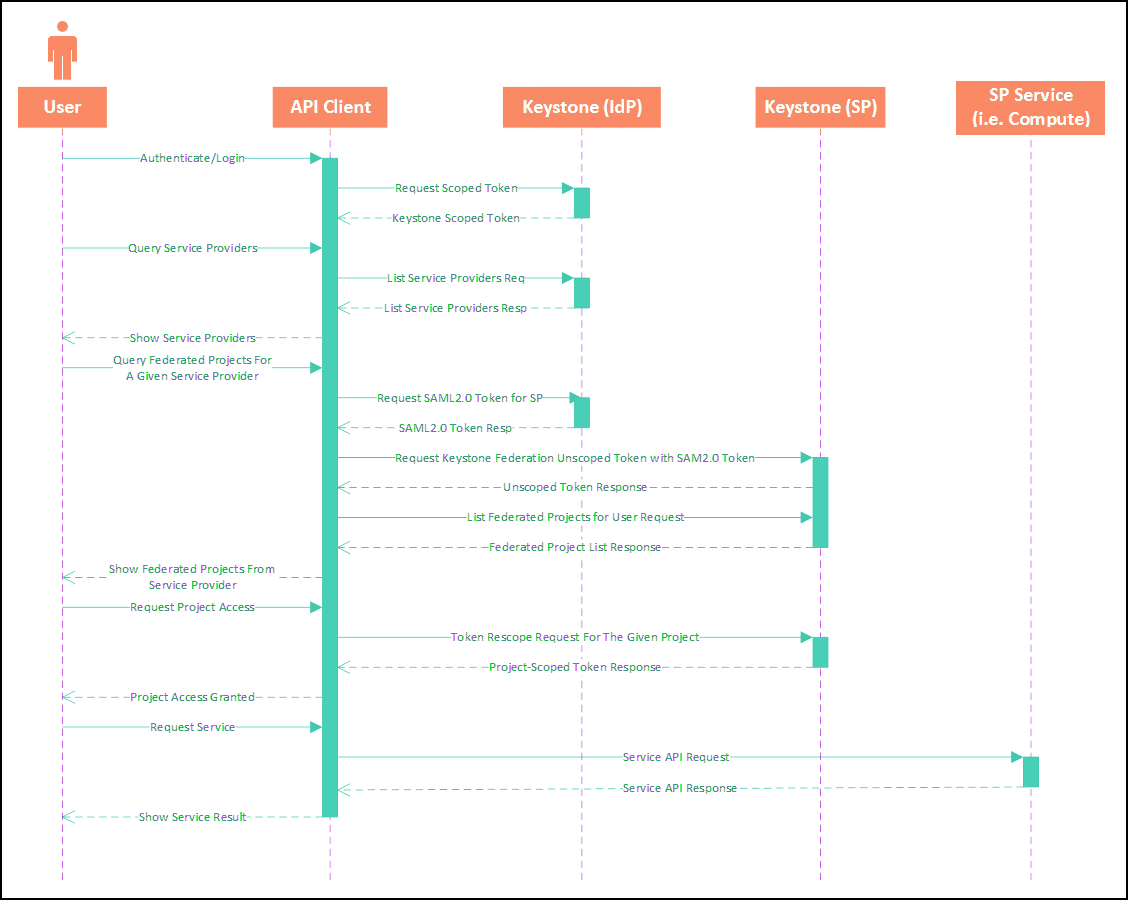 User
API Client
Keystone (IdP)
Keystone (SP)
SP Service
(i.e. Compute)
Authenticate/Login
Request Scoped Token
Keystone Scoped Token
Query Service Providers
List Service Providers Req
List Service Providers Resp
Show Service Providers
Query Federated Projects For
A Given Service Provider
Request SAML2.0 Token for SP
SAML2.0 Token Resp
Request Keystone Federation Unscoped Token with SAM2.0 Token
Unscoped Token Response
List Federated Projects for User Request
Federated Project List Response
Show Federated Projects From
Service Provider
Request Project Access
Token Rescope Request For The Given Project
Project-Scoped Token Response
Project Access Granted
Request Service
Service API Request
Service API Response
Show Service Result